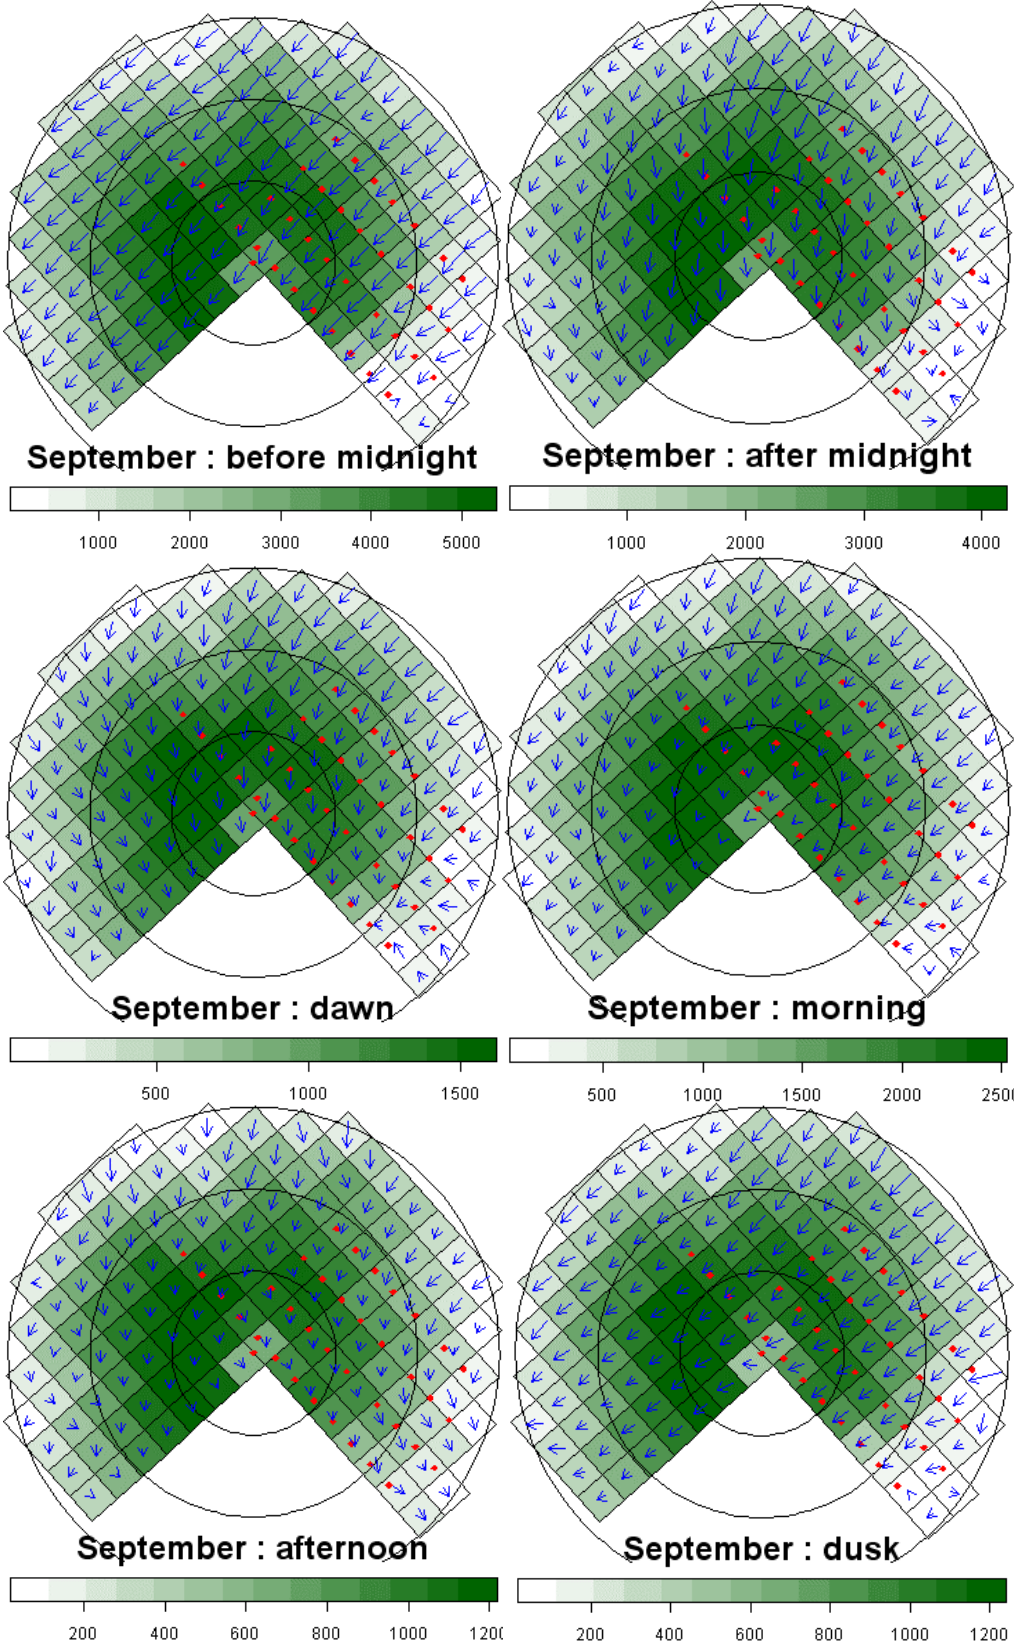 September : before midnight
September : after midnight
1000 2000 3000 4000 5000
1000 2000 3000 4000
September : dawn
September : morning
500 1000 1500
500 1000 1500 2000 250
September : afternoon
September : dusk
200 400 600 800 1000 120
200 400 600 800 1000 1200